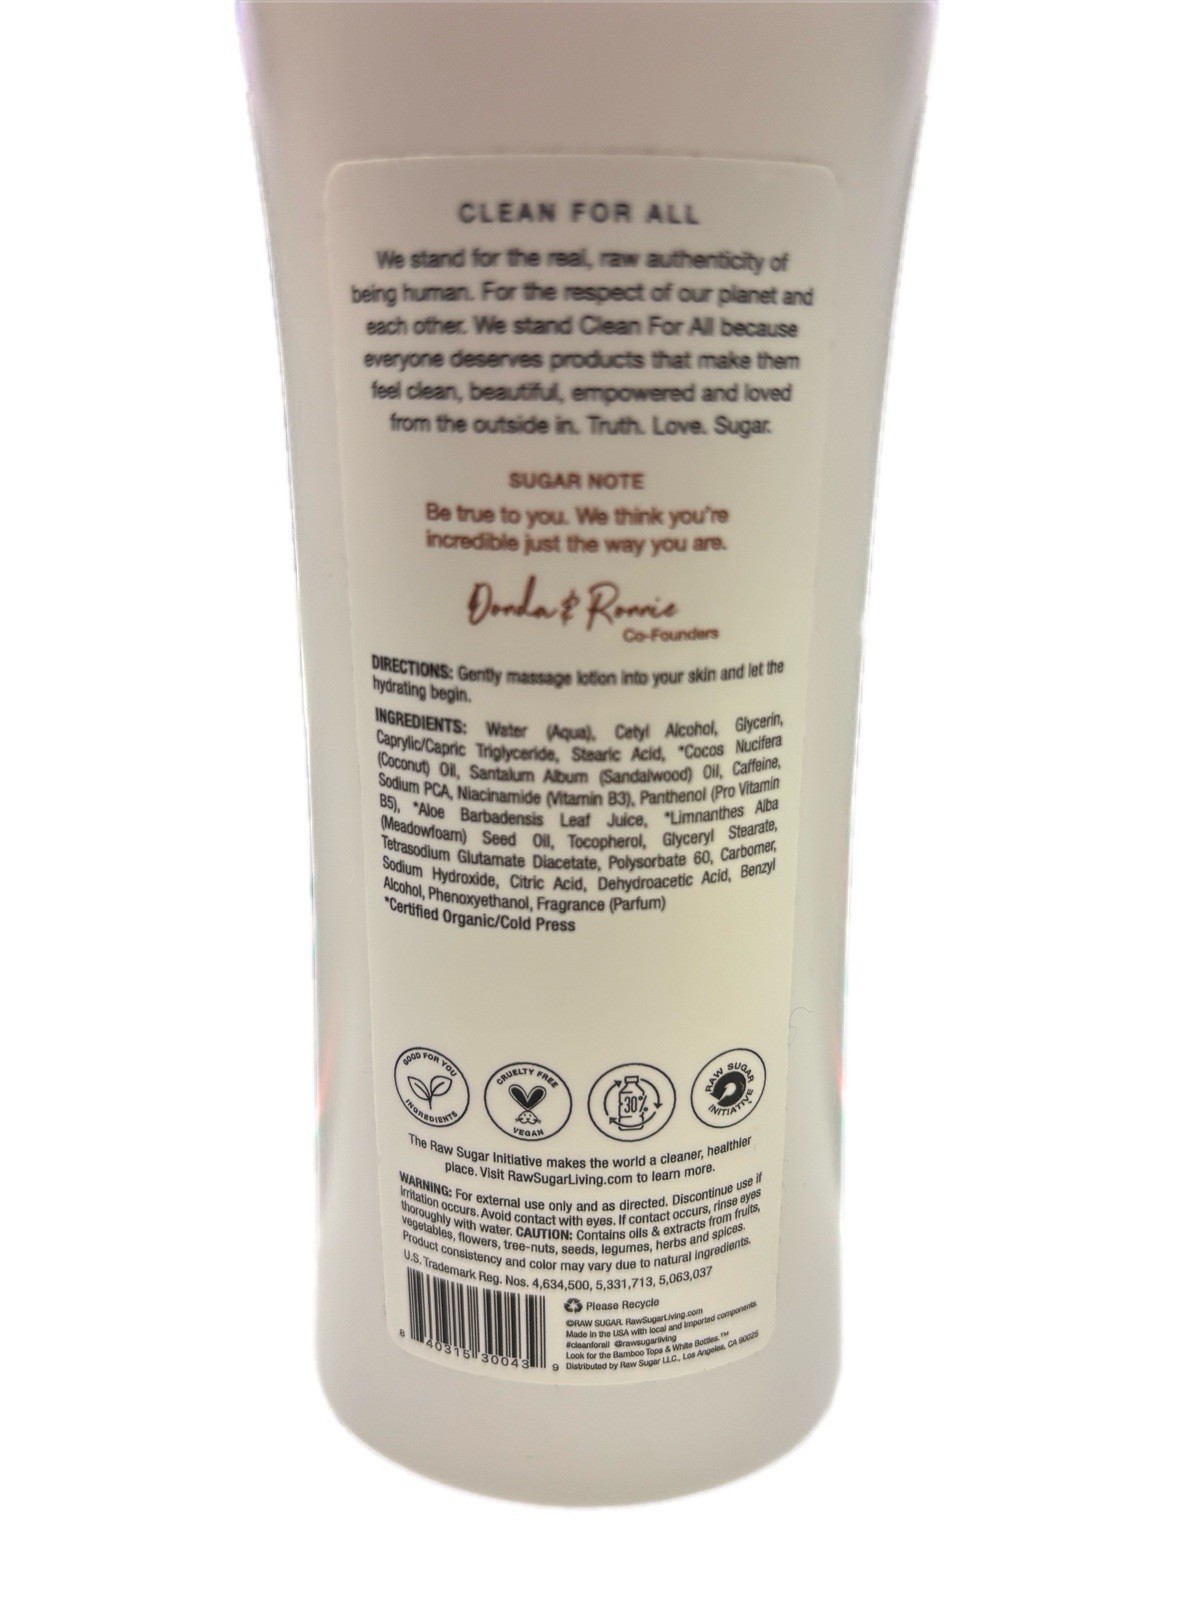 CLEAN FOR ALL
We stand for the real, raw authenticity of
being human. For the respect of our planet and
each other. We stand Clean For All because
everyone deserves products that make them
feel clean, beautiful, empowered and loved
from the outside in. Truth. Love. Sugar.
SUGAR NOTE
Be true to you. We think you're
incredible just the way you are.
Donda & Ronnie
Co-Founders
DIRECTIONS: Gently massage lotion into your skin and let the
hydrating begin.
INGREDIENTS: Water (Aqua), Cetyl Alcohol, Glycerin,
Caprylic/Capric Triglyceride, Stearic Acid, *Cocos Nucifera
(Coconut) Oil, Santalum Album (Sandalwood) Oil, Caffeine,
Sodium PCA, Niacinamide (Vitamin B3), Panthenol (Pro Vitamin
B5), *Aloe Barbadensis Leaf Juice, *Limnanthes Alba
(Meadowfoam) Seed Oil, Tocopherol, Glyceryl Stearate,
Tetrasodium Glutamate Diacetate, Polysorbate 60, Carbomer,
Sodium Hydroxide, Citric Acid, Dehydroacetic Acid, Benzyl
Alcohol, Phenoxyethanol, Fragrance (Parfum)
*Certified Organic/Cold Press
GOOD FOR YOU
INGREDIENTS
CRUELTY FREE
VEGAN
30%
RAW SUGAR
INITIATIVE
The Raw Sugar Initiative makes the world a cleaner, healthier
place. Visit RawSugarLiving.com to learn more.
WARNING: For external use only and as directed. Discontinue use if
irritation occurs. Avoid contact with eyes. If contact occurs, rinse eyes
thoroughly with water. CAUTION: Contains oils & extracts from fruits,
vegetables, flowers, tree-nuts, seeds, legumes, herbs and spices.
Product consistency and color may vary due to natural ingredients.
U.S. Trademark Reg. Nos. 4,634,500, 5,331,713, 5,063,037
Please Recycle
©RAW SUGAR. RawSugarLiving.com
Made in the USA with local and imported components.
#cleanforall @rawsugarliving
Look for the Bamboo Tops & White Bottles.™
Distributed by Raw Sugar LLC., Los Angeles, CA 90025
8 40315 30043 9